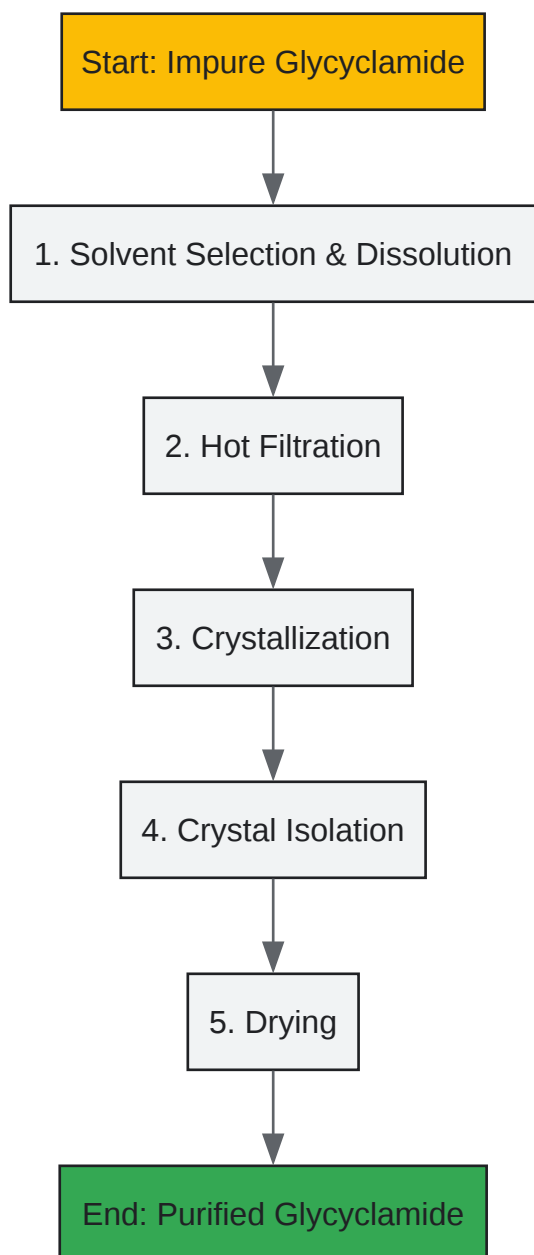 Start: Impure Glycyclamide
1. Solvent Selection & Dissolution
2. Hot Filtration
3. Crystallization
4. Crystal Isolation
5. Drying
End: Purified Glycyclamide